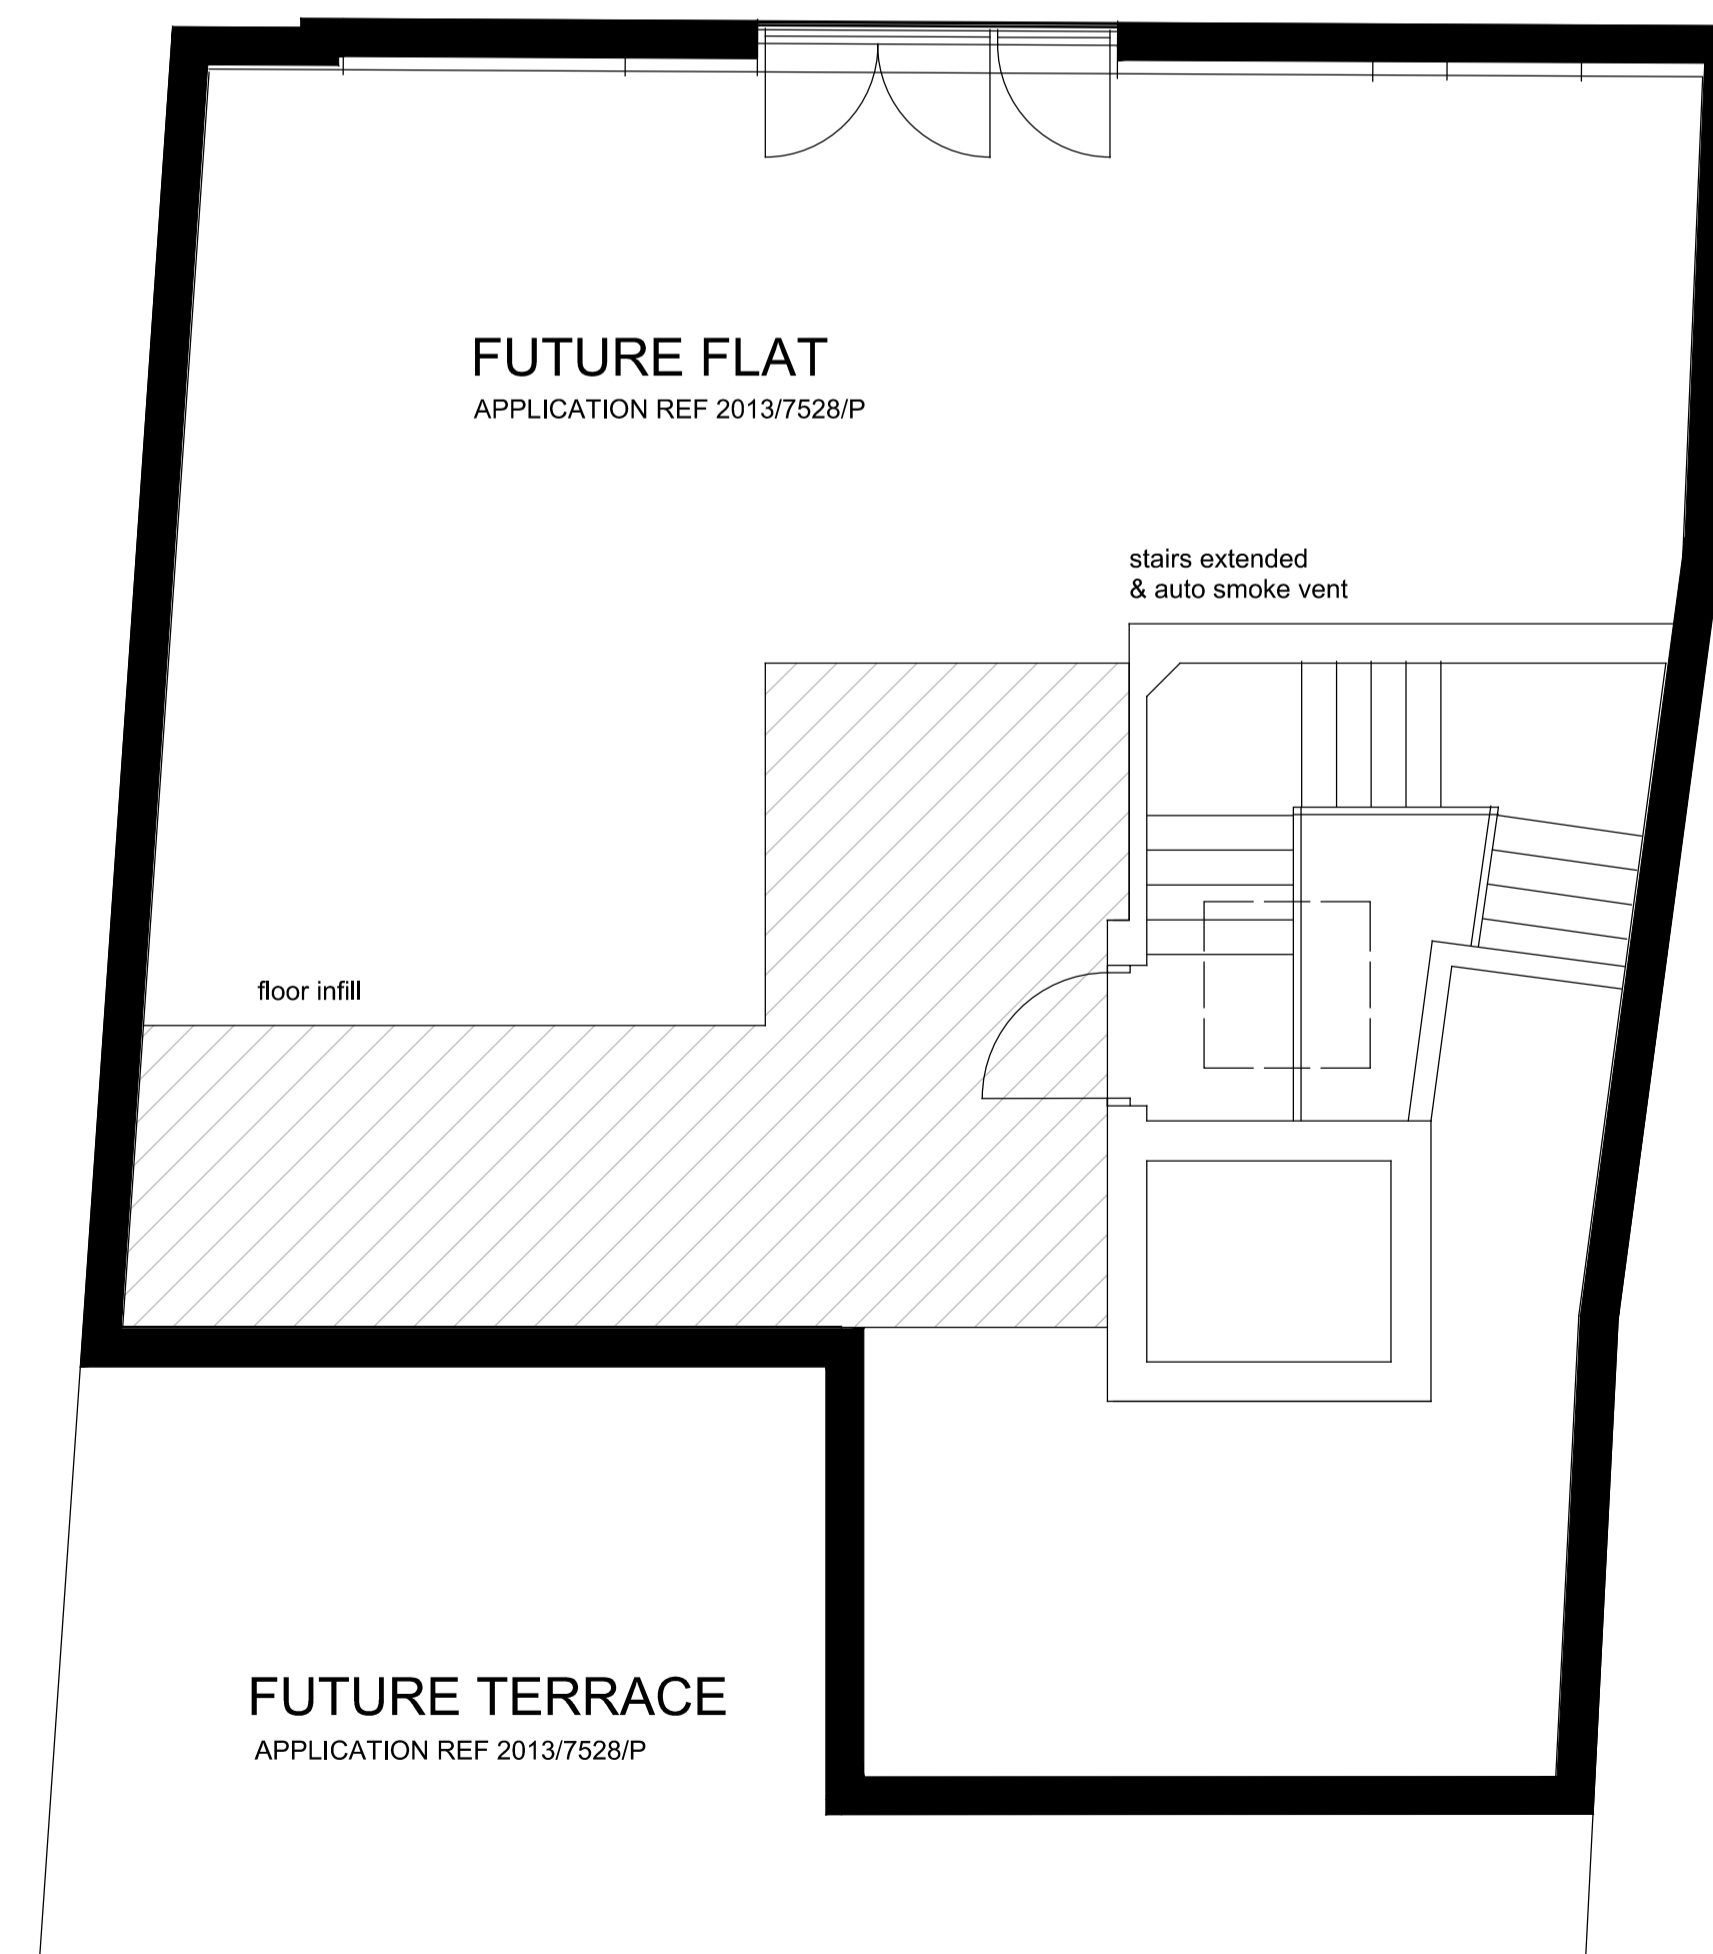 FUTURE FLAT
APPLICATION REF 2013/7528/P
stairs extended
& auto smoke vent
floor infill
FUTURE TERRACE
APPLICATION REF 2013/7528/P